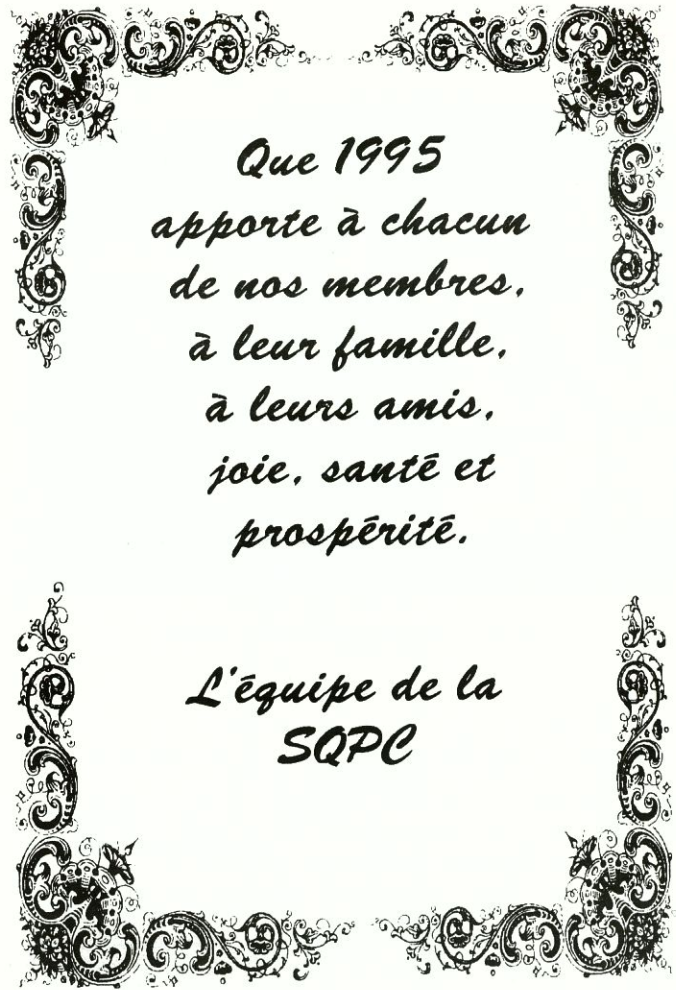 Que 1995
apporte à chacun
de nos membres,
à leur famille,
à leurs amis,
joie, santé et
prospérité.
L'équipe de la
SQPC